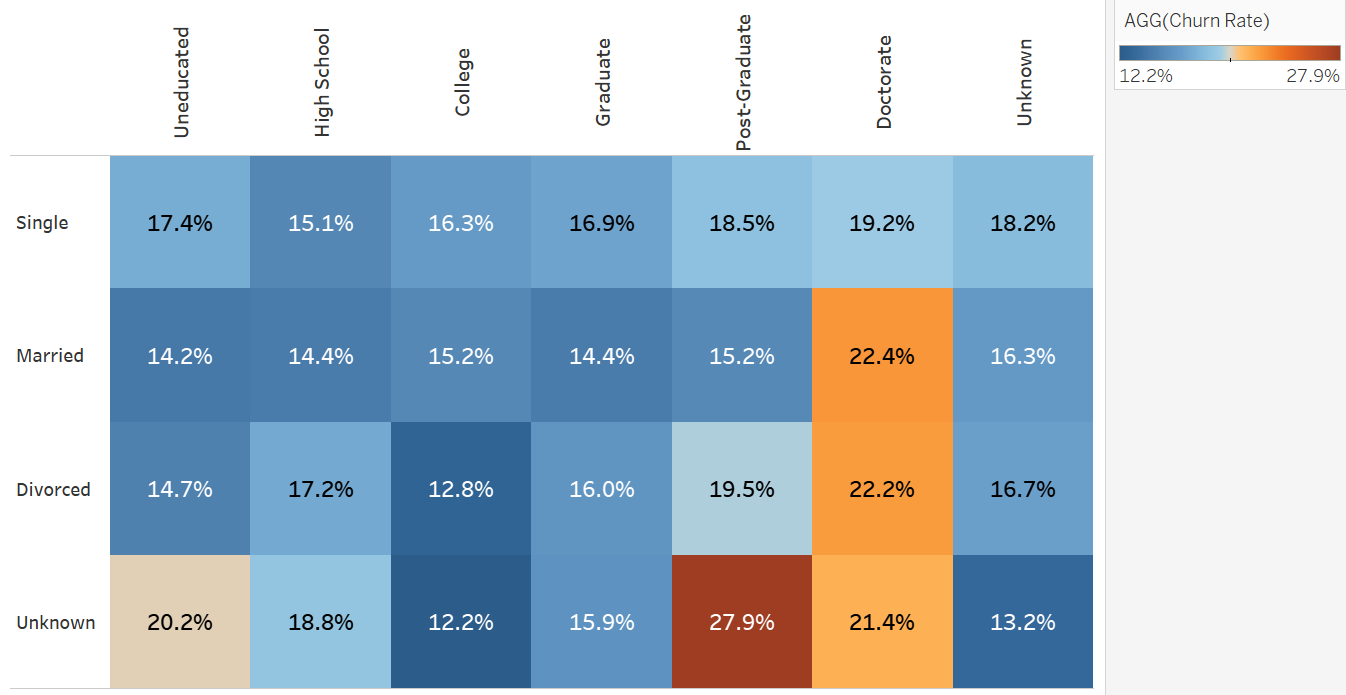 Uneducated
High School
College
Graduate
Post-Graduate
Doctorate
Unknown
AGG(Churn Rate)
12.2% 27.9%
Single 17.4% 15.1% 16.3% 16.9% 18.5% 19.2% 18.2%
Married 14.2% 14.4% 15.2% 14.4% 15.2% 22.4% 16.3%
Divorced 14.7% 17.2% 12.8% 16.0% 19.5% 22.2% 16.7%
Unknown 20.2% 18.8% 12.2% 15.9% 27.9% 21.4% 13.2%